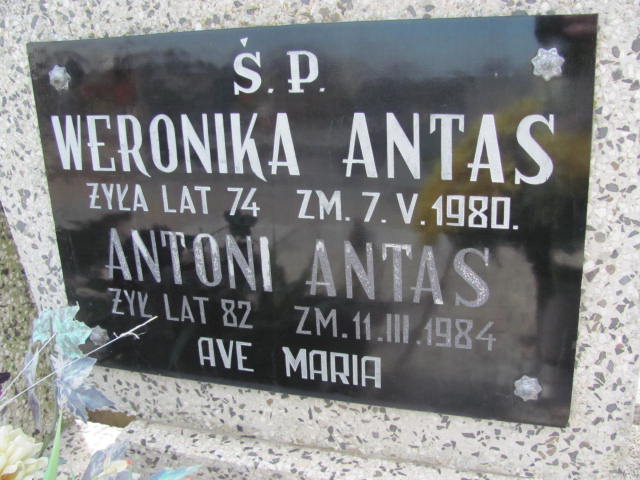 Ś.P.
WERONIKA ANTAS
ŻYŁA LAT 74 ZM. 7. V. 1980.
ANTONI ANTAS
ŻYŁ LAT 82 ZM. 11. III. 1984
AVE MARIA